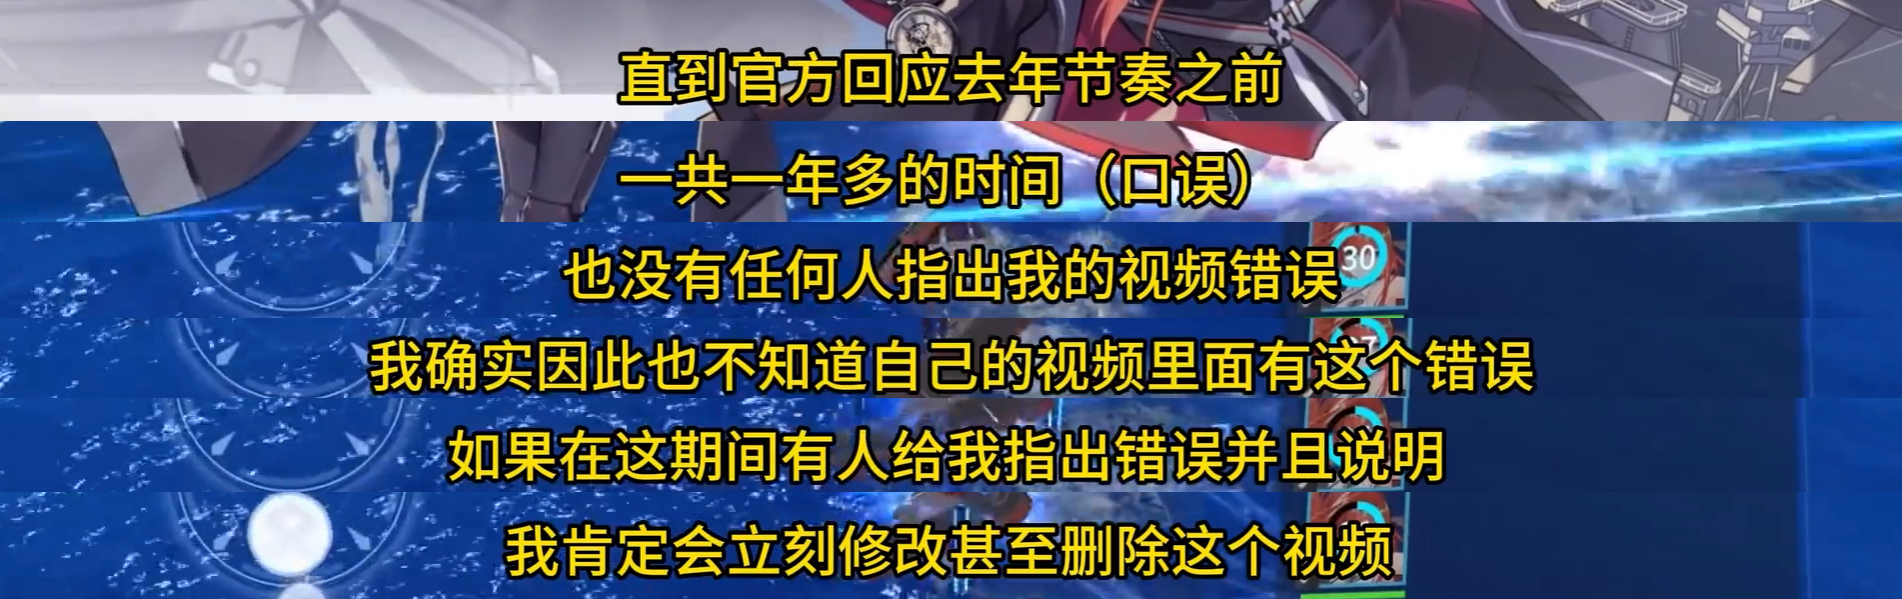 直到官方回应去年节奏之前
一共一年多的时间（口误）
也没有任何人指出我的视频错误
30
我确实因此也不知道自己的视频里面有这个错误
如果在这期间有人给我指出错误并且说明
我肯定会立刻修改甚至删除这个视频